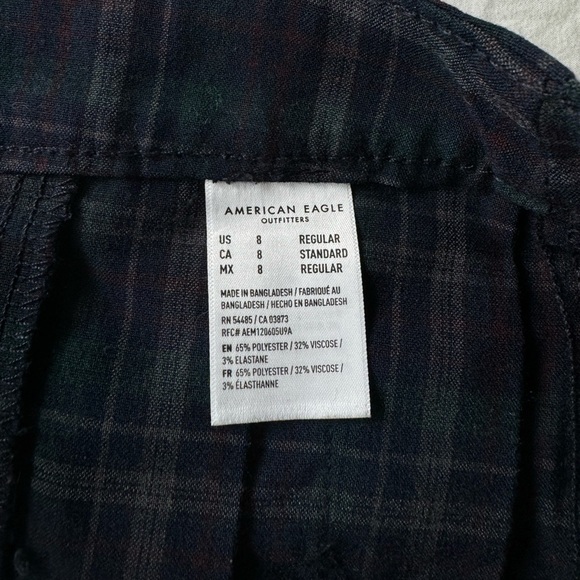 AMERICAN EAGLE
OUTFITTERS
US 8 REGULAR
CA 8 STANDARD
MX 8 REGULAR
MADE IN BANGLADESH / FABRIQUÉ AU
BANGLADESH / HECHO EN BANGLADESH
RN 54485 / CA 03873
RFC# AEM120605U9A
EN 65% POLYESTER / 32% VISCOSE /
3% ELASTANE
FR 65% POLYESTER / 32% VISCOSE /
3% ÉLASTHANNE